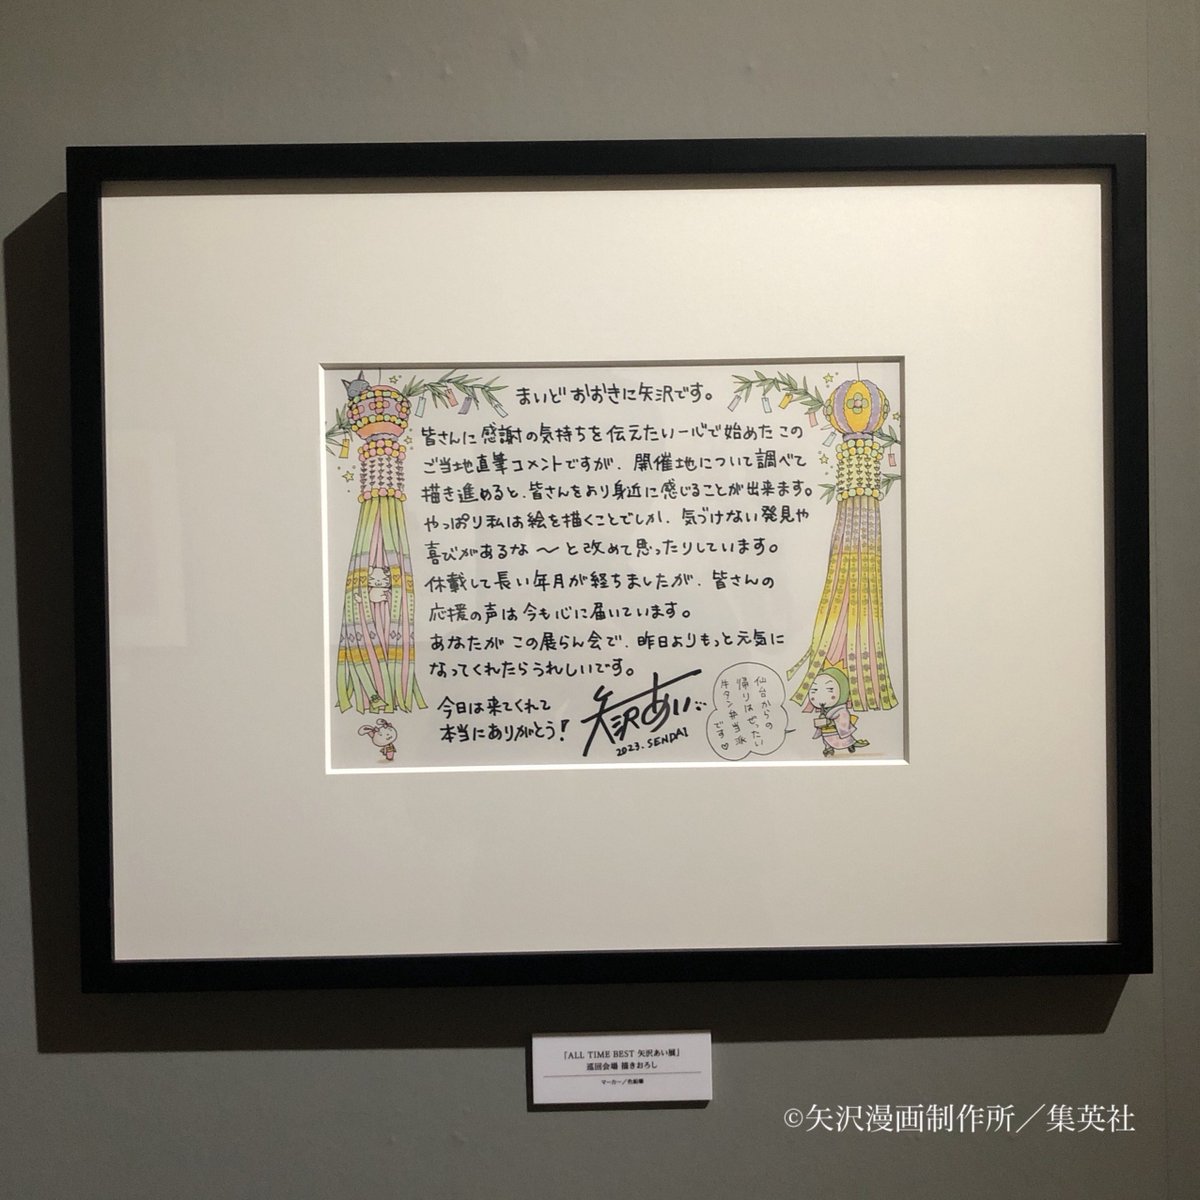 まいどおおきに矢沢です。
皆さんに感謝の気持ちを伝えたい一心で始めたこの
ご当地直筆コメントですが、開催地について調べて
描き進めると、皆さんをより身近に感じることが出来ます。
やっぱり私は絵を描くことでしか、気づけない発見や
喜びがあるな〜と改めて思ったりしています。
休載して長い年月が経ちましたが、皆さんの
応援の声は今も心に届いています。
あなたがこの展らん会で、昨日よりもっと元気に
なってくれたらうれしいです。
今日は来てくれて
本当にありがとう!
矢沢あい
2023. SENDAI
仙台からの
帰りはぜったい
牛タン弁当派
です♡
「ALL TIME BEST 矢沢あい展」
巡回会場 描きおろし
マーカー／色鉛筆
©矢沢漫画制作所／集英社